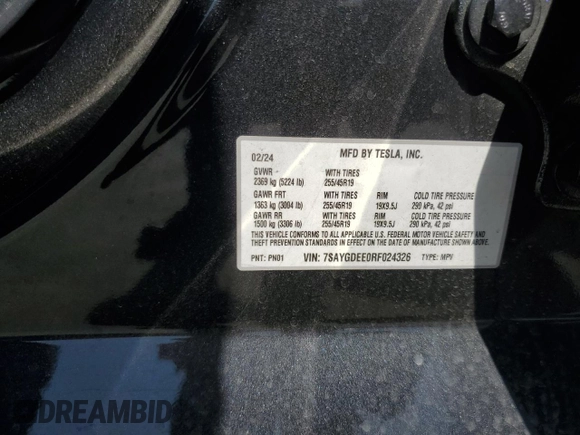 02/24 MFD BY TESLA, INC.
GVWR - WITH TIRES
2369 kg (5224 lb) 255/45R19
GAWR FRT WITH TIRES RIM COLD TIRE PRESSURE
1363 kg (3004 lb) 255/45R19 19X9.5J 290 kPa, 42 psi
GAWR RR WITH TIRES RIM COLD TIRE PRESSURE
1500 kg (3306 lb) 255/45R19 19X9.5J 290 kPa, 42 psi
THIS VEHICLE CONFORMS TO ALL APPLICABLE U.S. FEDERAL MOTOR VEHICLE SAFETY AND
THEFT PREVENTION STANDARDS IN EFFECT ON THE DATE OF MANUFACTURE SHOWN ABOVE.
PNT: PN01 VIN: 7SAYGDEE0RF024326 TYPE: MPV
DREAMBID